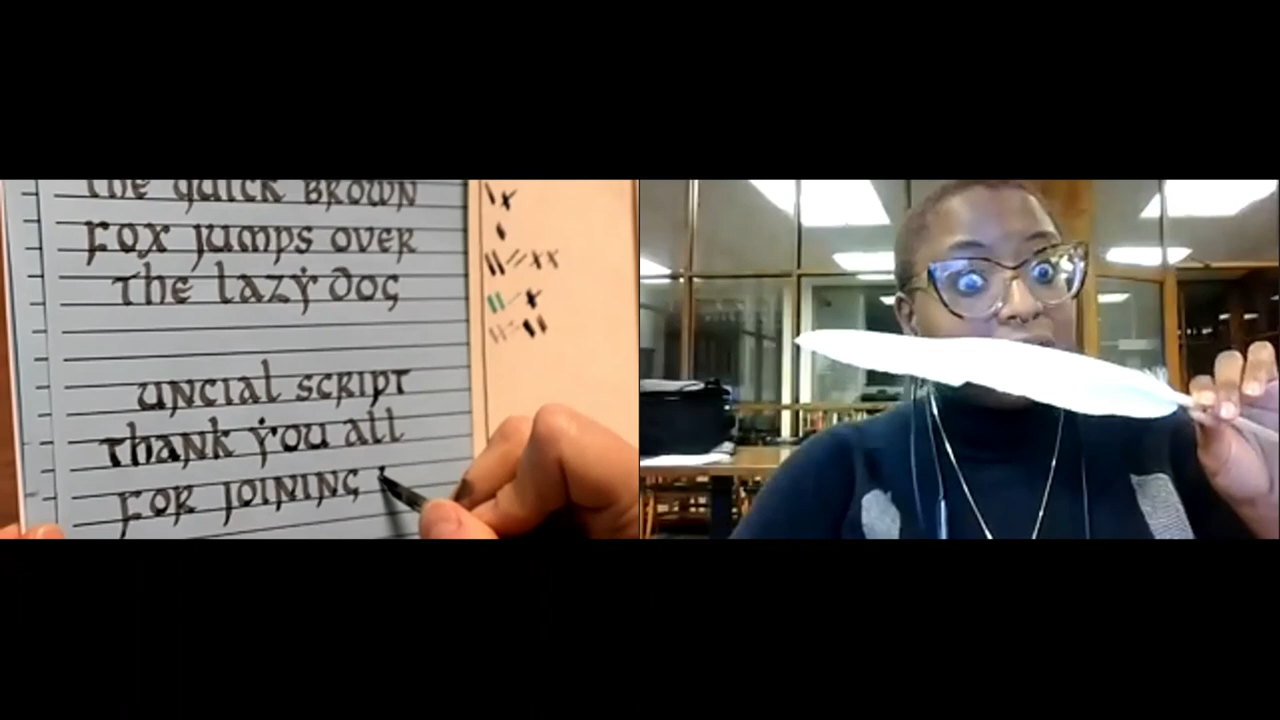 The quick brown
fox jumps over
the lazy dog
uncial script
Thank you all
for joining